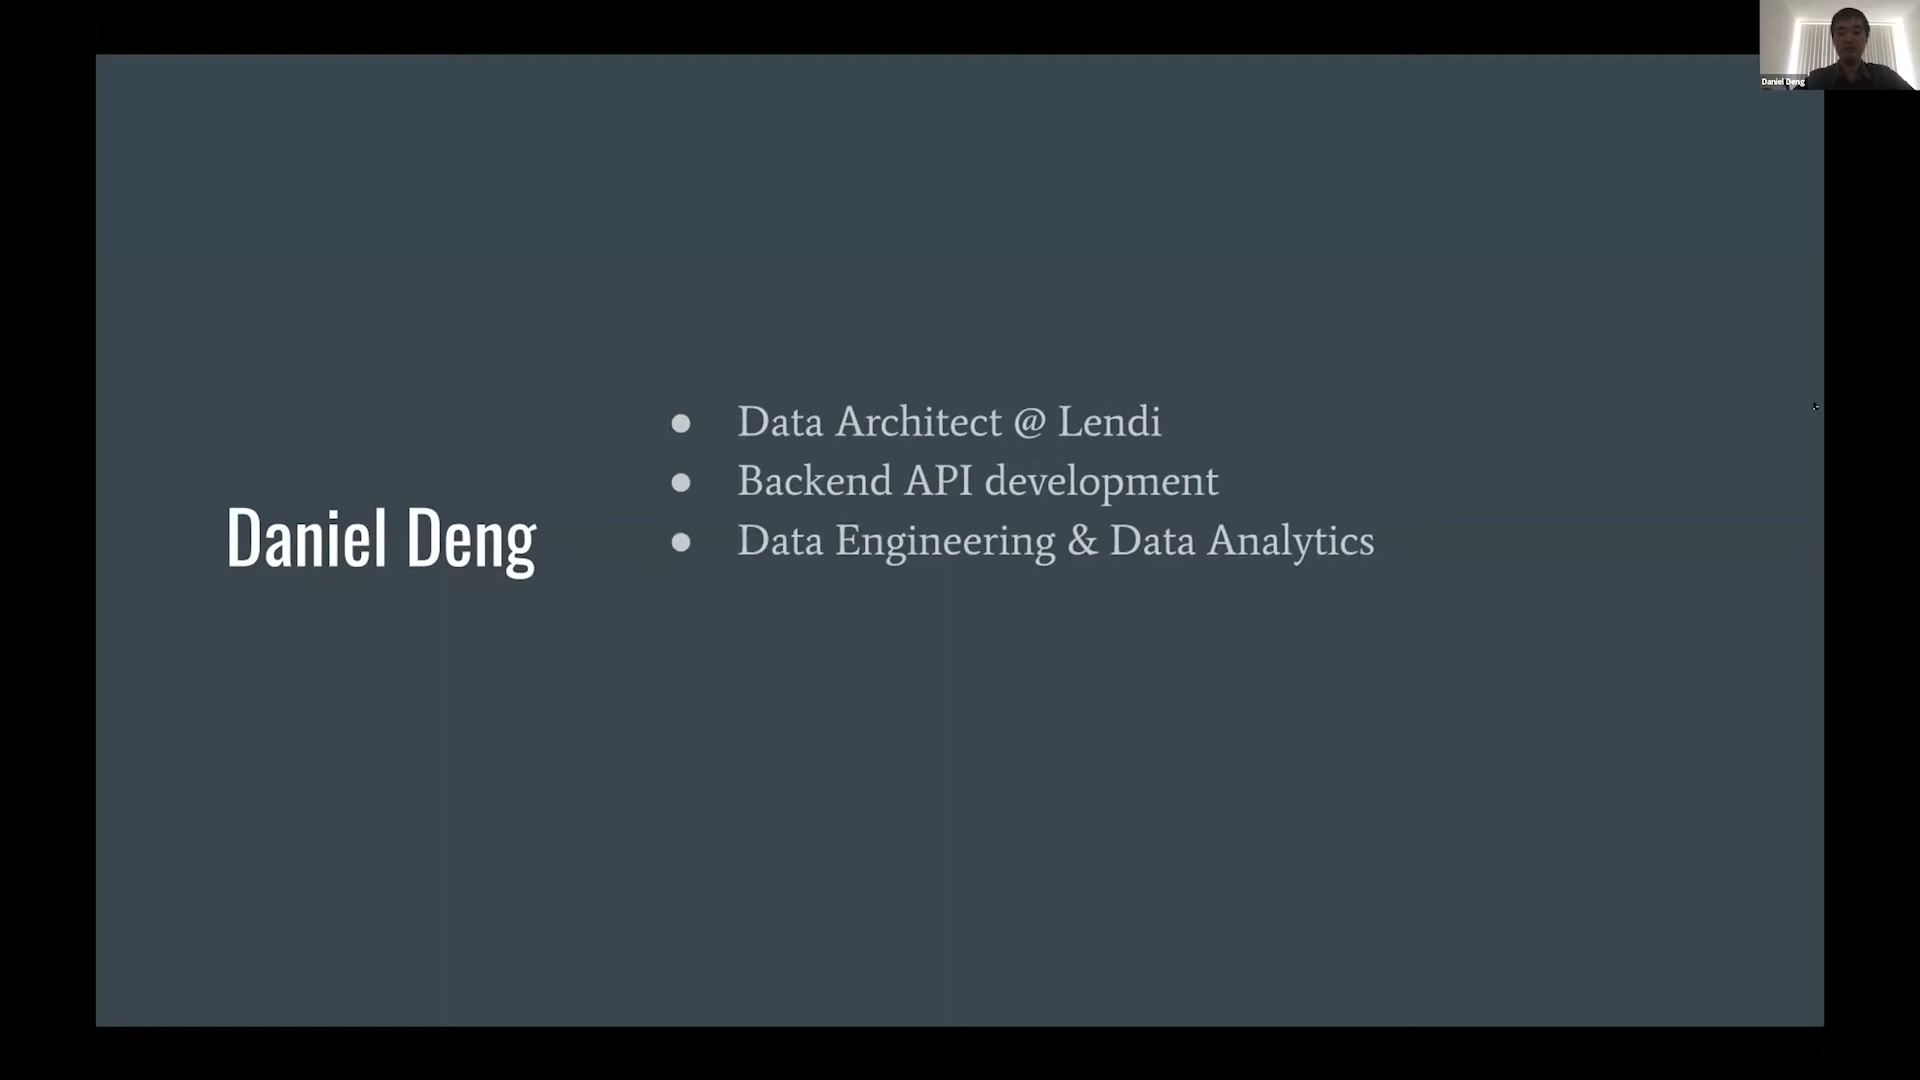 Daniel Deng
Daniel Deng
● Data Architect @ Lendi
● Backend API development
● Data Engineering & Data Analytics